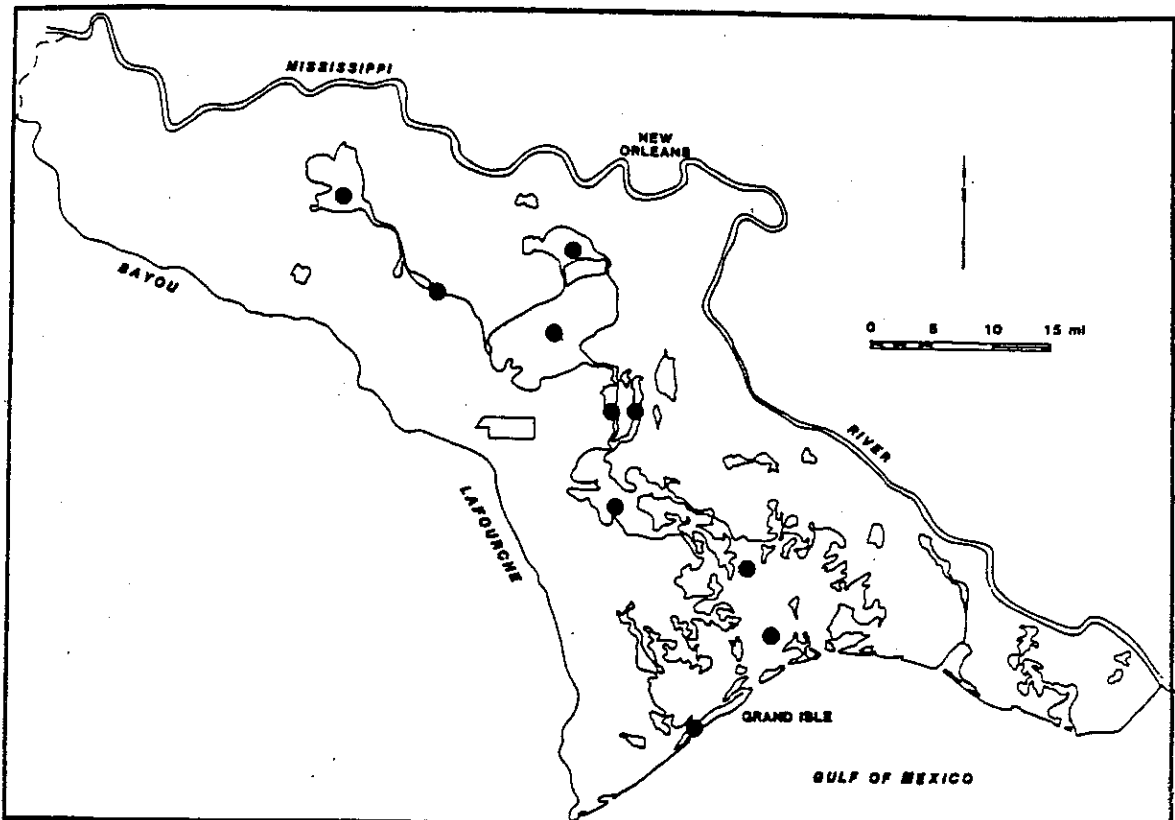 MISSISSIPPI
NEW
ORLEANS
BAYOU
0 5 10 15 mi
RIVER
LAFOURCHE
GRAND ISLE
GULF OF MEXICO